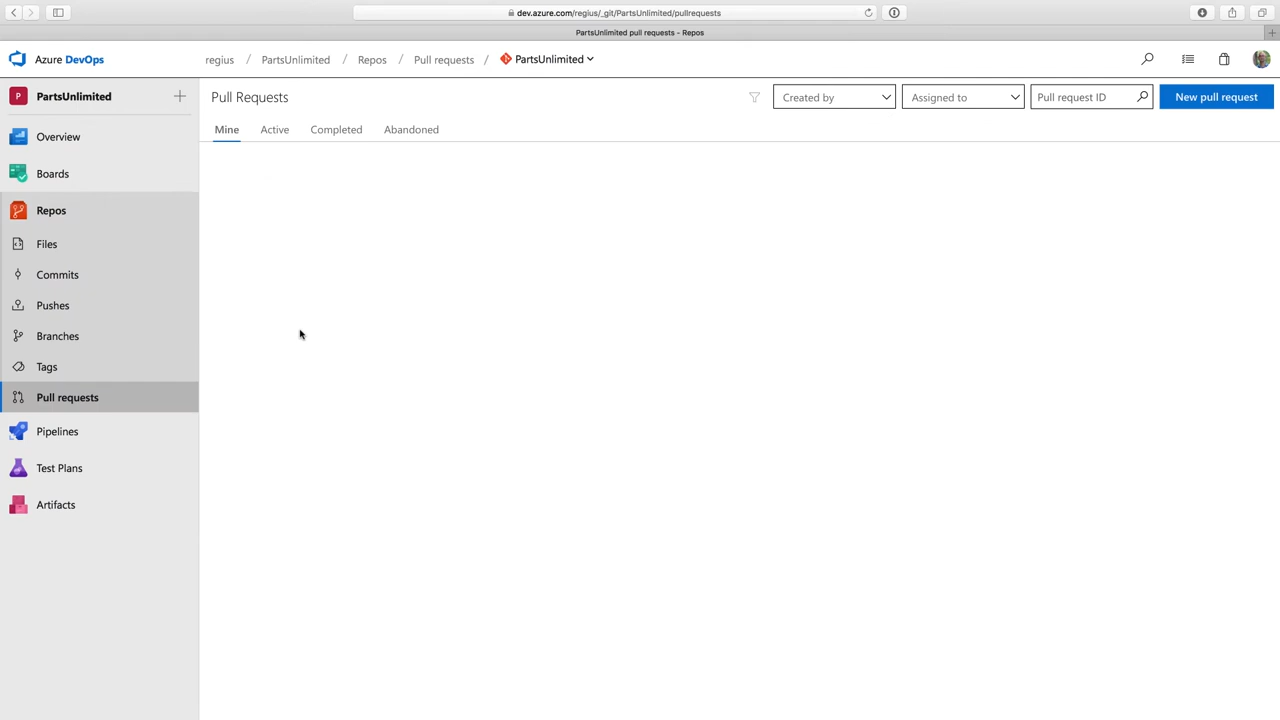 dev.azure.com/regius/_git/PartsUnlimited/pullrequests
PartsUnlimited pull requests - Repos
Azure DevOps
regius / PartsUnlimited / Repos / Pull requests / PartsUnlimited
P PartsUnlimited
Pull Requests
Created by
Assigned to
Pull request ID
New pull request
Mine Active Completed Abandoned
Overview
Boards
Repos
Files
Commits
Pushes
Branches
Tags
Pull requests
Pipelines
Test Plans
Artifacts